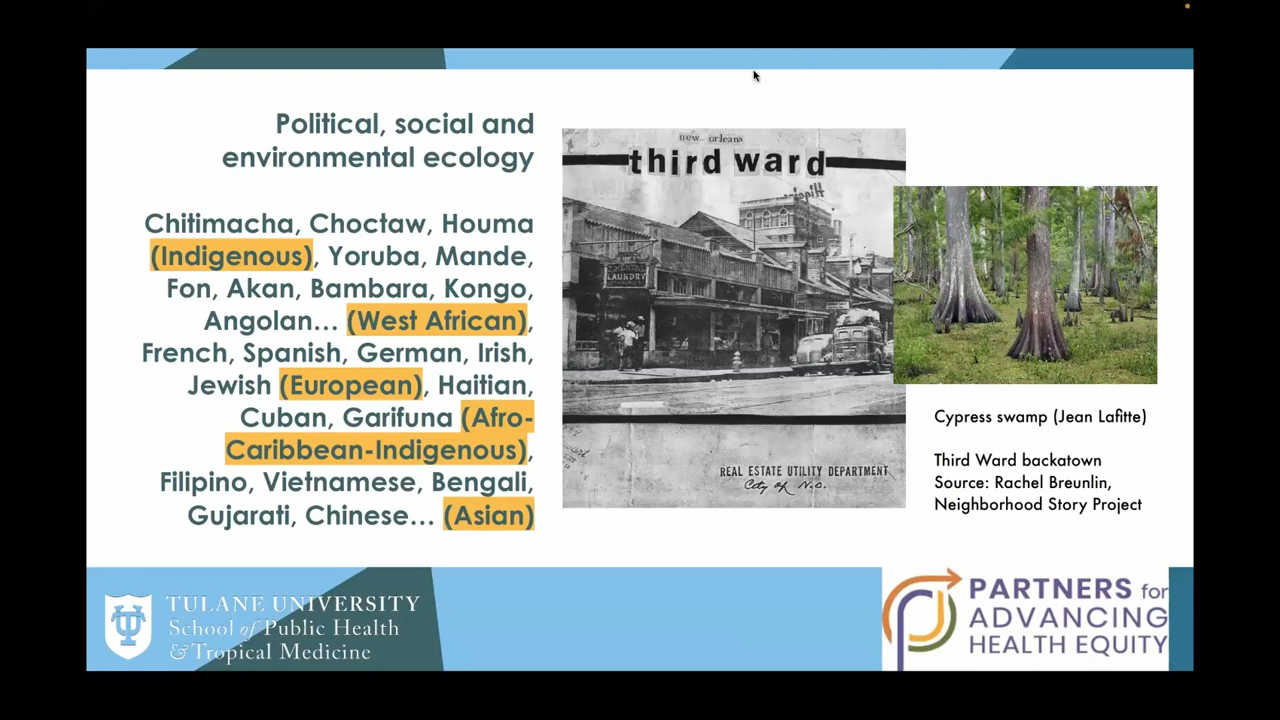 Political, social and
environmental ecology
Chitimacha, Choctaw, Houma
(Indigenous), Yoruba, Mande,
Fon, Akan, Bambara, Kongo,
Angolan… (West African),
French, Spanish, German, Irish,
Jewish (European), Haitian,
Cuban, Garifuna (Afro-
Caribbean-Indigenous),
Filipino, Vietnamese, Bengali,
Gujarati, Chinese… (Asian)
new orleans
third ward
LAUNDRY
REAL ESTATE UTILITY DEPARTMENT
City of N.O.
Cypress swamp (Jean Lafitte)
Third Ward backatown
Source: Rachel Breunlin,
Neighborhood Story Project
TULANE UNIVERSITY
School of Public Health
& Tropical Medicine
PARTNERS for
ADVANCING
HEALTH EQUITY